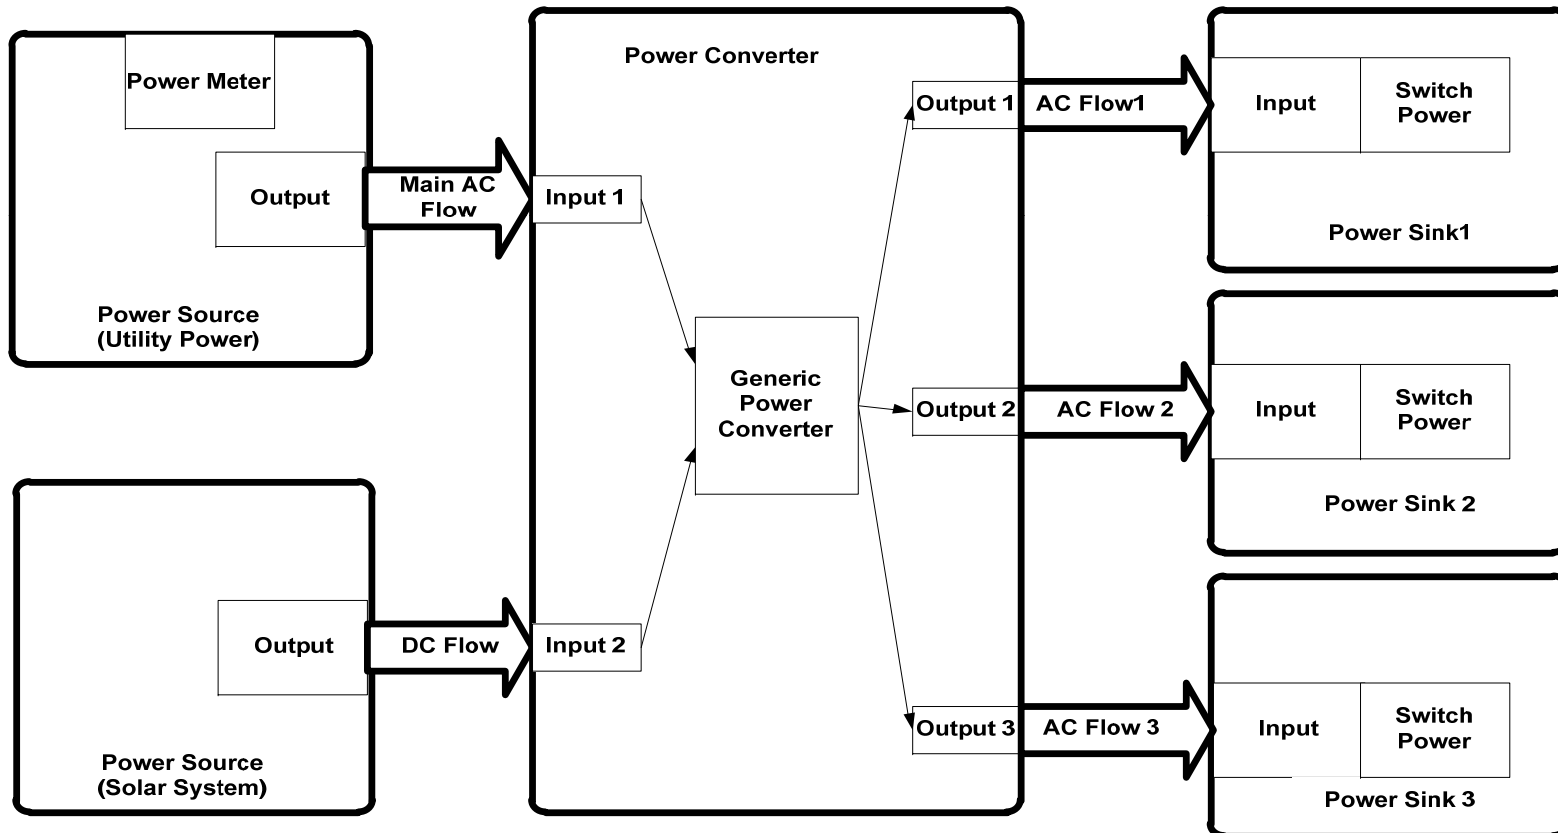 Power Meter
Output
Main AC
Flow
Power Source
(Utility Power)
Output
DC Flow
Power Source
(Solar System)
Power Converter
Input 1
Input 2
Generic
Power
Converter
Output 1
Output 2
Output 3
AC Flow1
AC Flow 2
AC Flow 3
Input
Switch
Power
Power Sink1
Input
Switch
Power
Power Sink 2
Input
Switch
Power
Power Sink 3